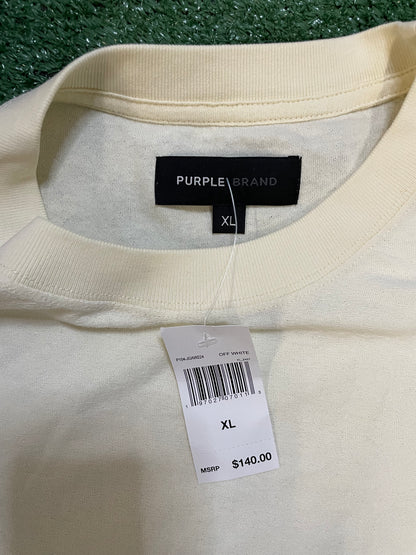 PURPLE BRAND
XL
OFF WHITE
XL
MSRP $140.00